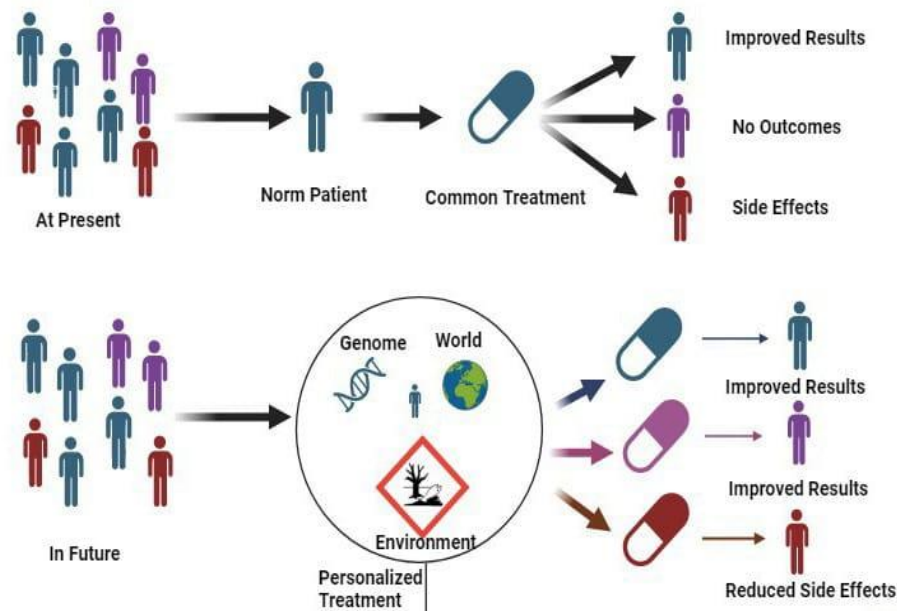 Improved Results
No Outcomes
Side Effects
At Present
Norm Patient
Common Treatment
Genome
World
Environment
Personalized
Treatment
In Future
Improved Results
Improved Results
Reduced Side Effects